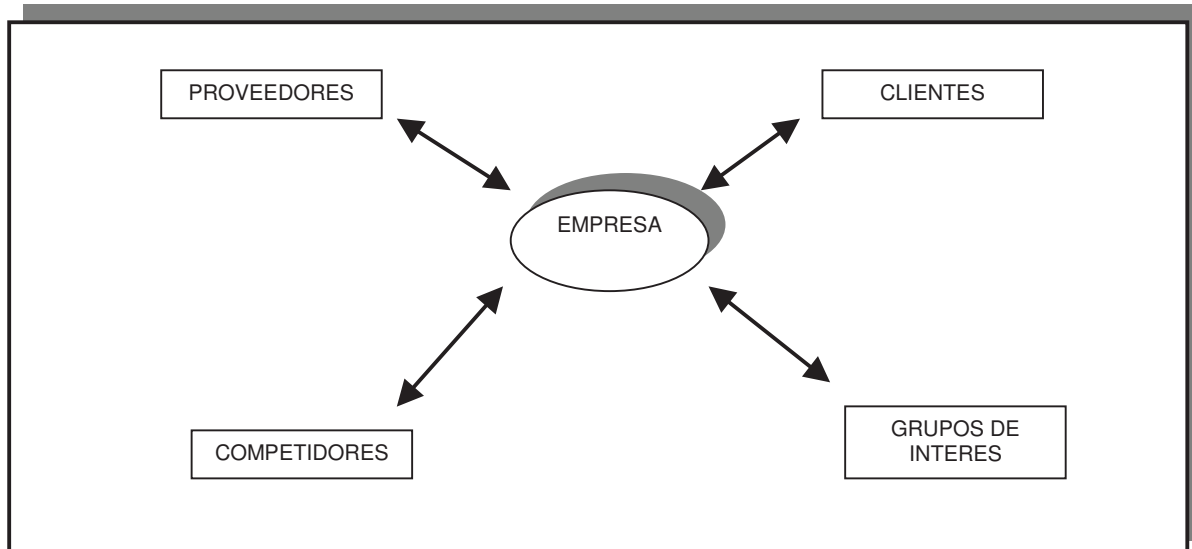 PROVEEDORES
CLIENTES
EMPRESA
COMPETIDORES
GRUPOS DE
INTERES